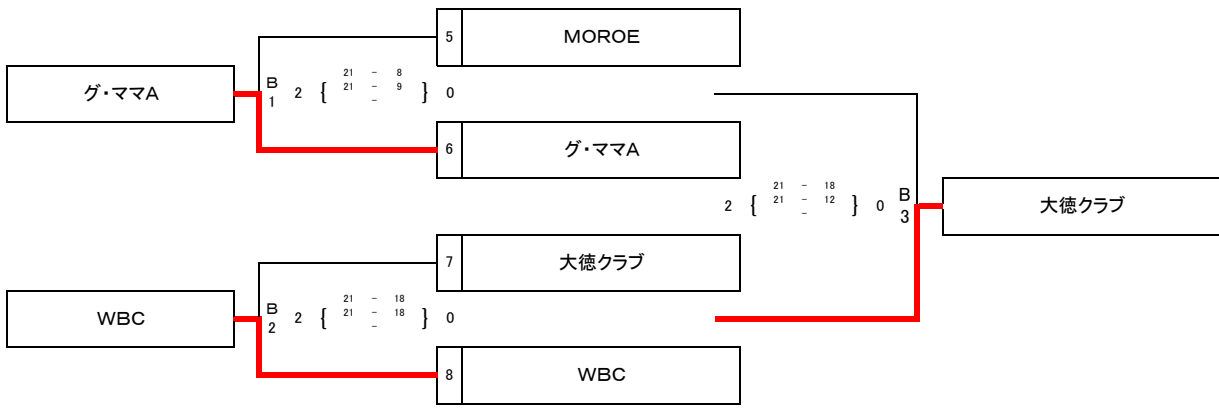 5 MOROE
グ・ママA
B
1
2 { 21 - 8
21 - 9
- } 0
6 グ・ママA
2 { 21 - 18
21 - 12
- } 0
B
3
大徳クラブ
7 大徳クラブ
WBC
B
2
2 { 21 - 18
21 - 18
- } 0
8 WBC